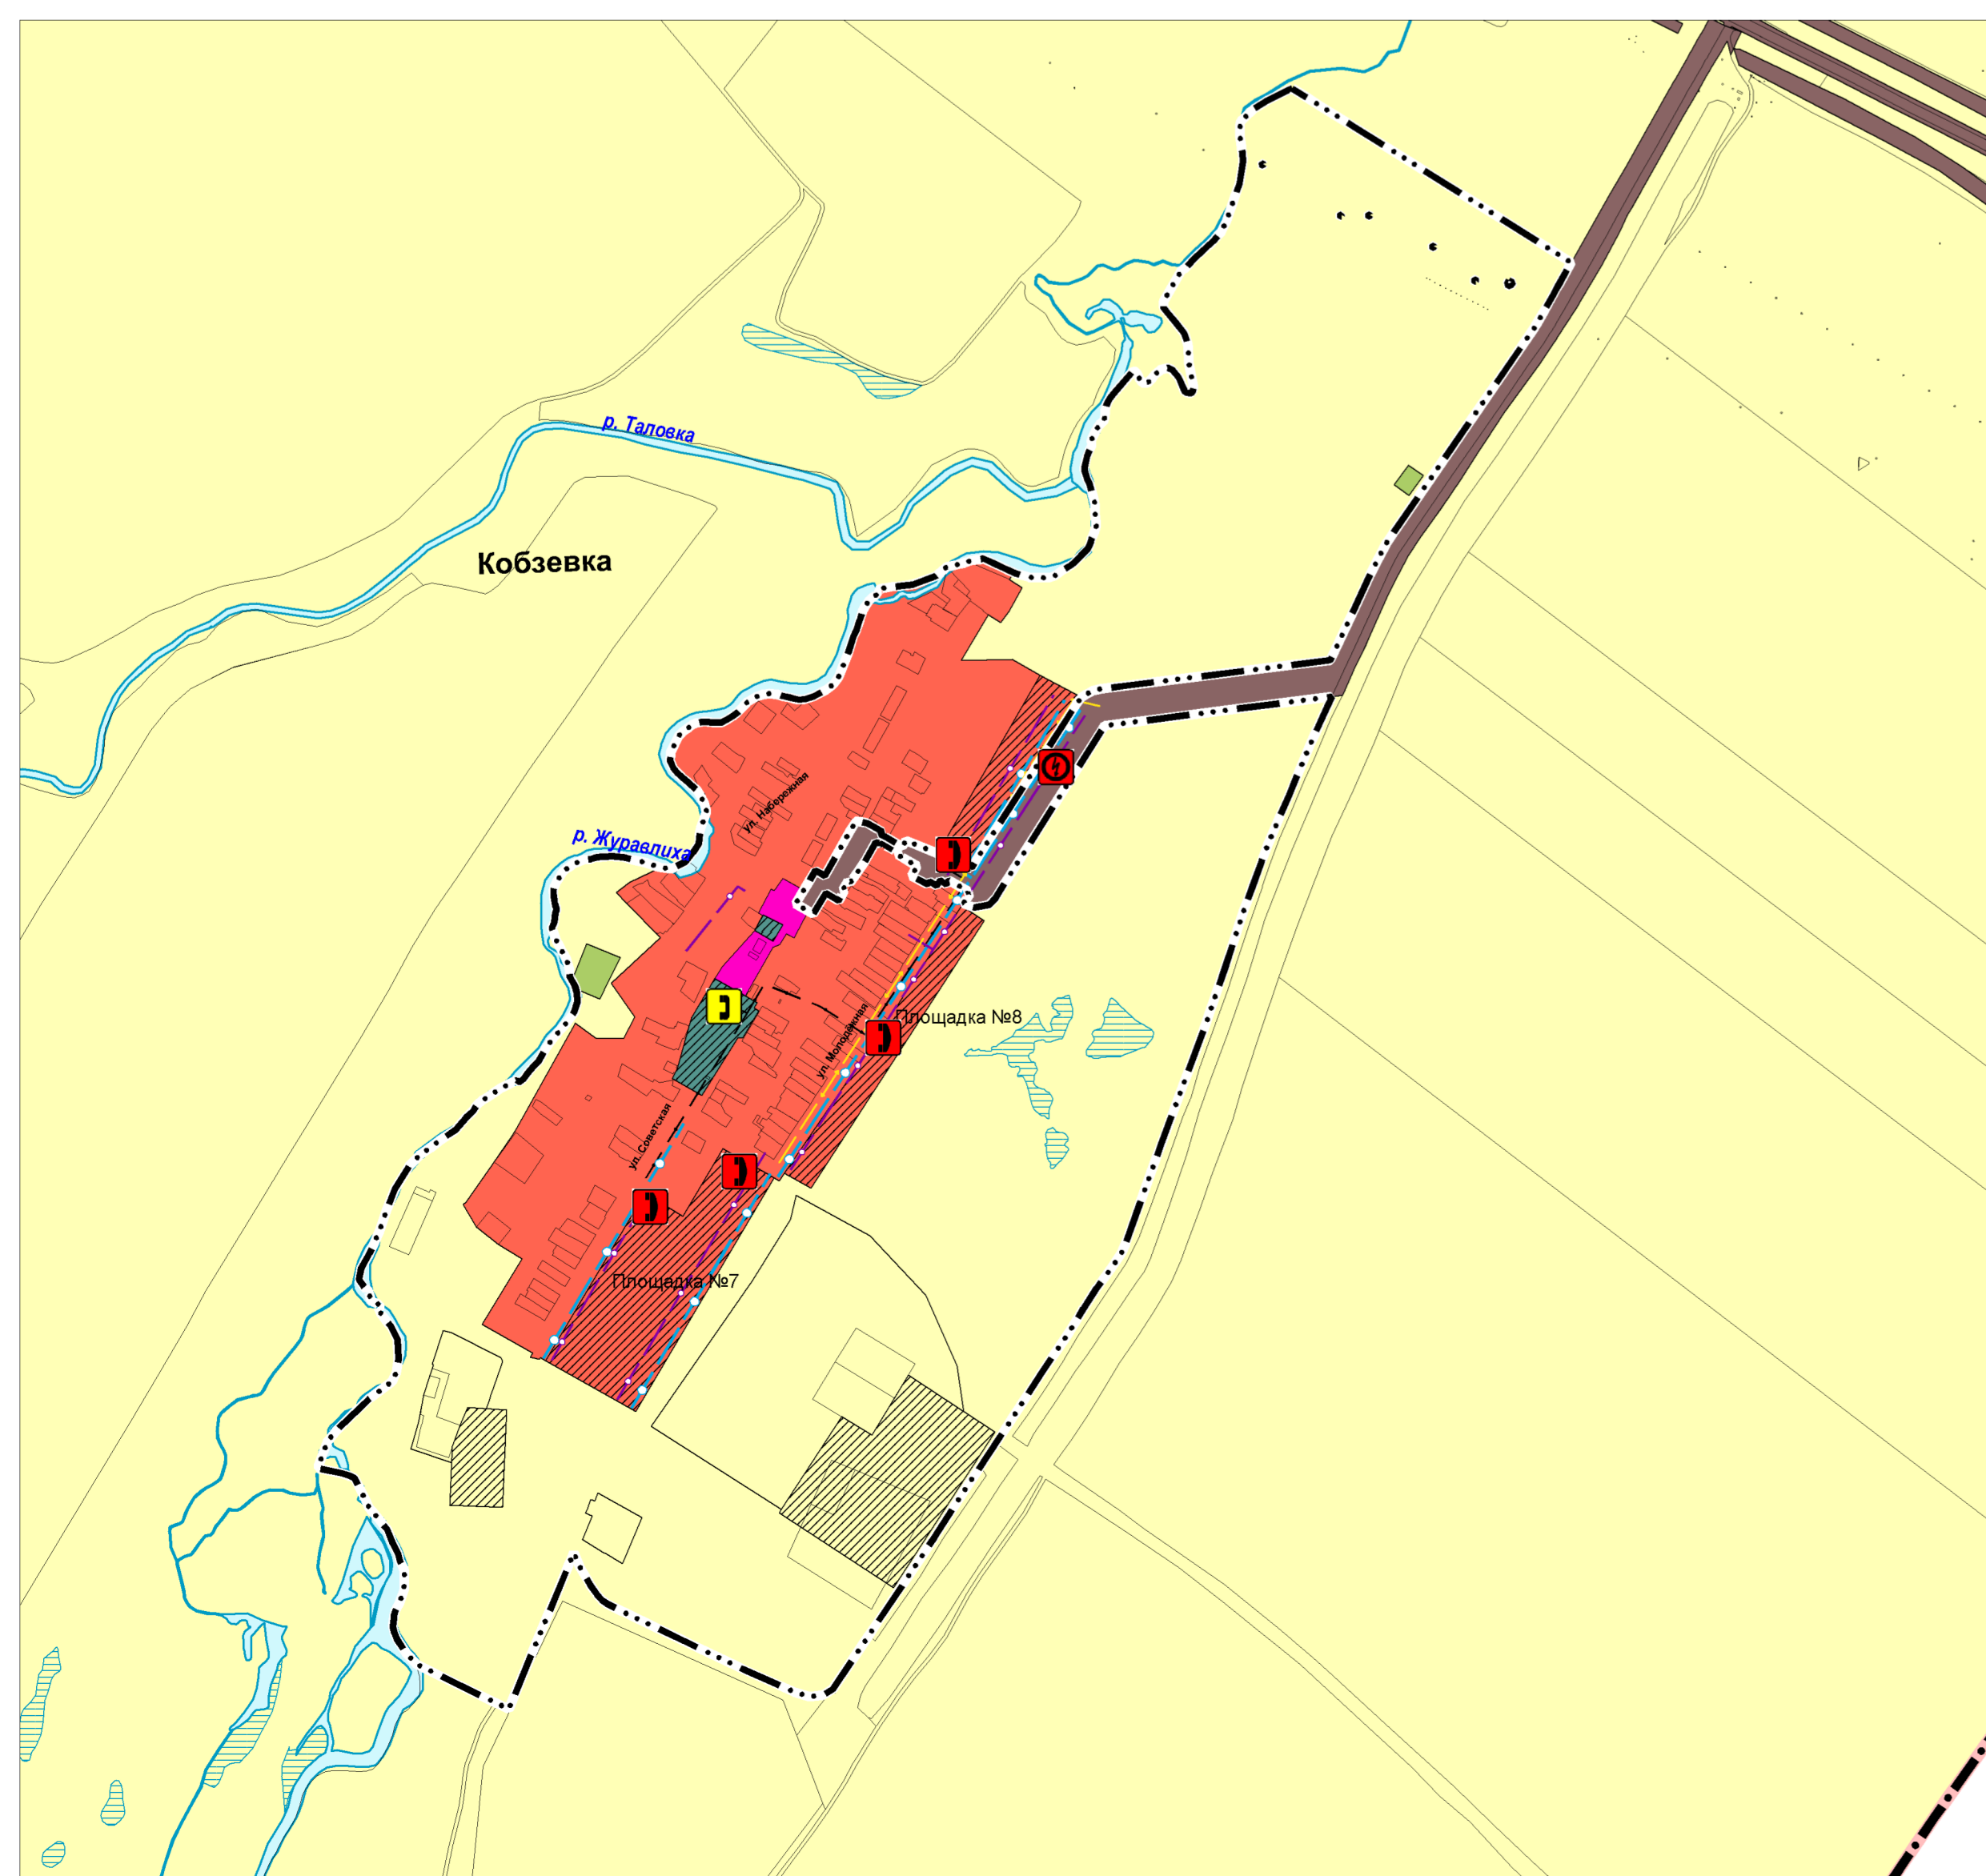 р. Таловка
Кобзевка
ул. Набережная
р. Журавлиха
Площадка №8
ул. Молодежная
ул. Советская
Площадка №7